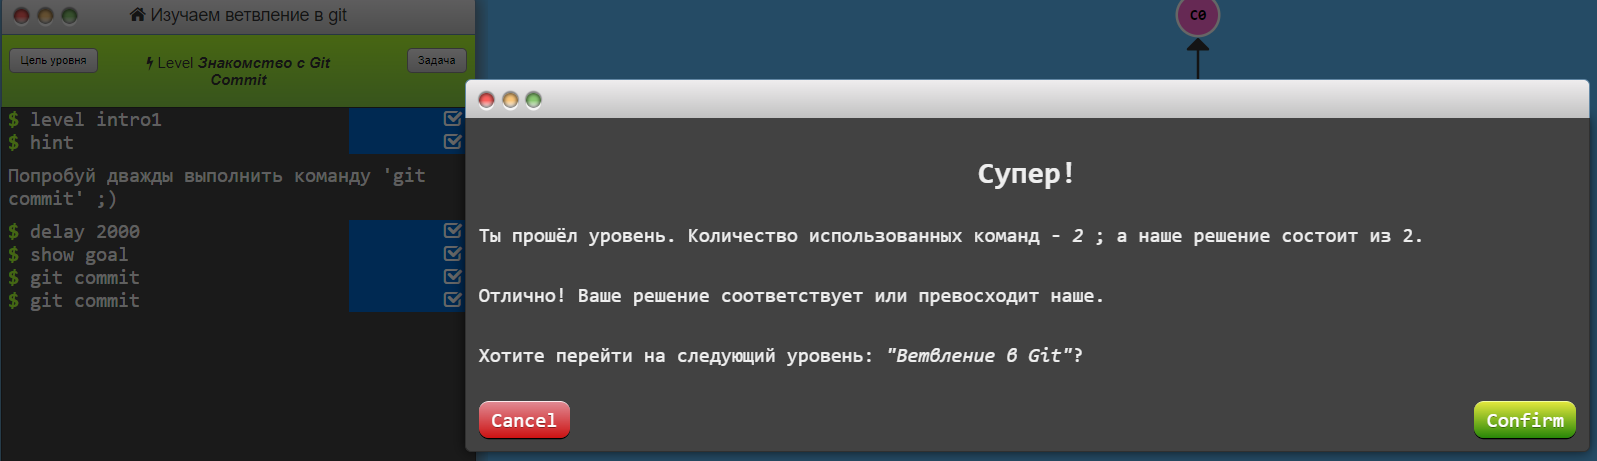 Изучаем ветвление в git
Цель уровня
Level Знакомство с Git
Commit
Задача
$ level intro1
$ hint
Попробуй дважды выполнить команду 'git
commit' ;)
$ delay 2000
$ show goal
$ git commit
$ git commit
C0
Супер!
Ты прошёл уровень. Количество использованных команд - 2 ; а наше решение состоит из 2.
Отлично! Ваше решение соответствует или превосходит наше.
Хотите перейти на следующий уровень: "Ветвление в Git"?
Cancel
Confirm